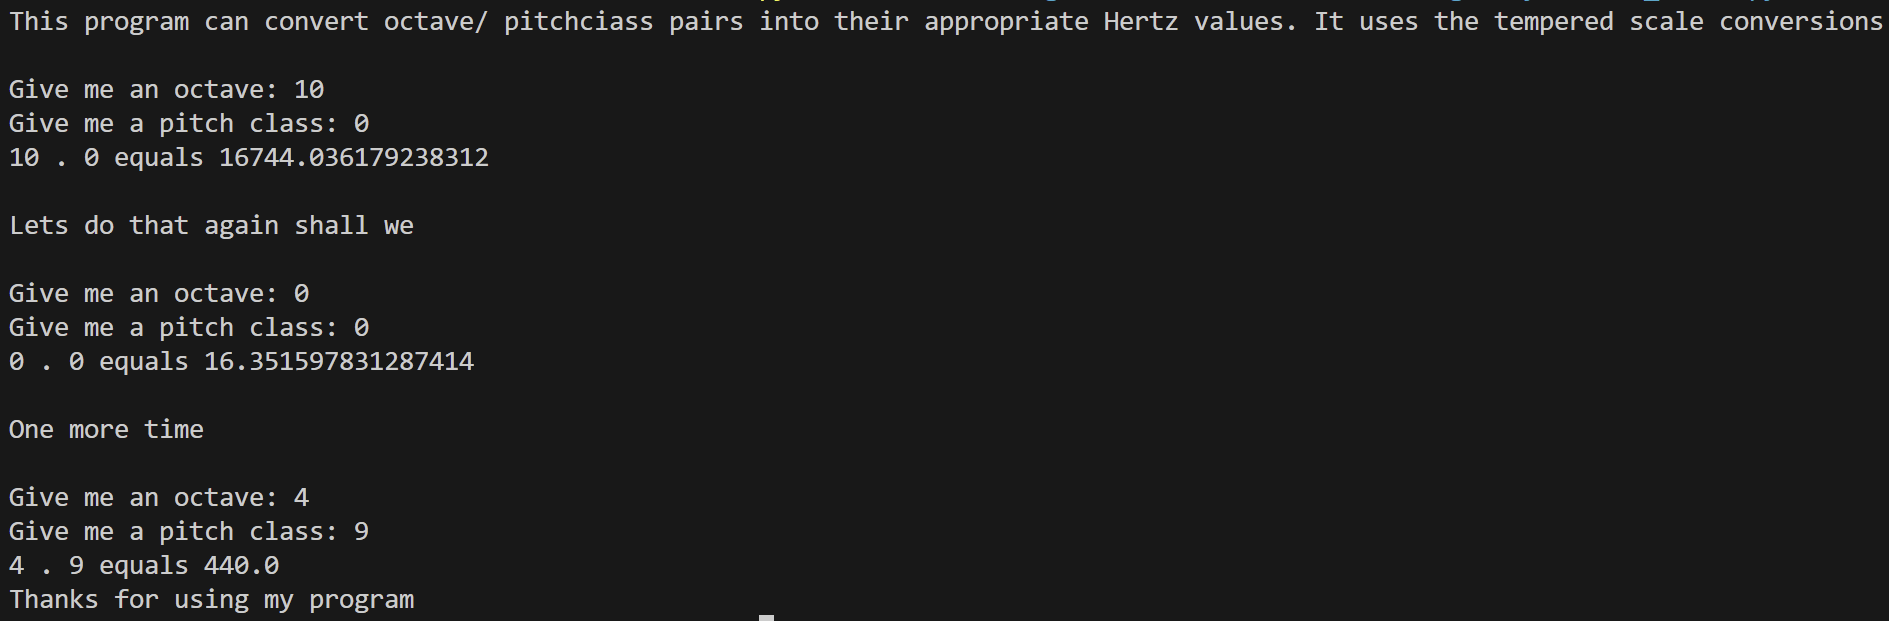 This program can convert octave/ pitchciass pairs into their appropriate Hertz values. It uses the tempered scale conversions
Give me an octave: 10
Give me a pitch class: 0
10 . 0 equals 16744.036179238312
Lets do that again shall we
Give me an octave: 0
Give me a pitch class: 0
0 . 0 equals 16.351597831287414
One more time
Give me an octave: 4
Give me a pitch class: 9
4 . 9 equals 440.0
Thanks for using my program